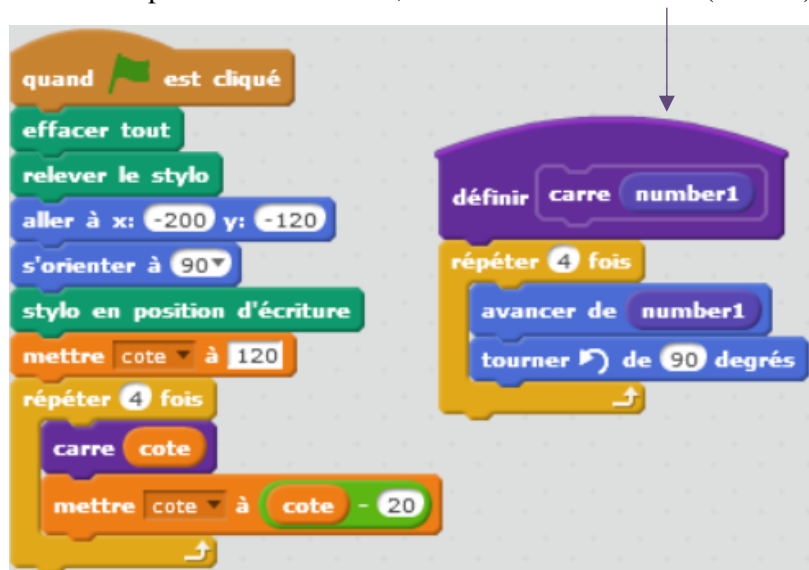 quand est cliqué
effacer tout
relever le stylo
aller à x: -200 y: -120
s'orienter à 90
stylo en position d'écriture
mettre cote à 120
répéter 4 fois
carre cote
mettre cote à cote - 20
définir carre number1
répéter 4 fois
avancer de number1
tourner de 90 degrés